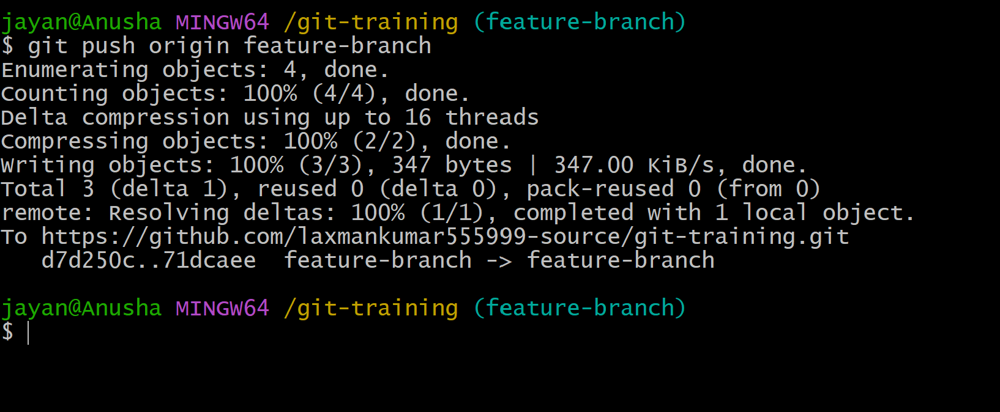 jayan@Anusha MINGW64 /git-training (feature-branch)
$ git push origin feature-branch
Enumerating objects: 4, done.
Counting objects: 100% (4/4), done.
Delta compression using up to 16 threads
Compressing objects: 100% (2/2), done.
Writing objects: 100% (3/3), 347 bytes | 347.00 KiB/s, done.
Total 3 (delta 1), reused 0 (delta 0), pack-reused 0 (from 0)
remote: Resolving deltas: 100% (1/1), completed with 1 local object.
To https://github.com/laxmankumar555999-source/git-training.git
   d7d250c..71dcaee  feature-branch -> feature-branch

jayan@Anusha MINGW64 /git-training (feature-branch)
$